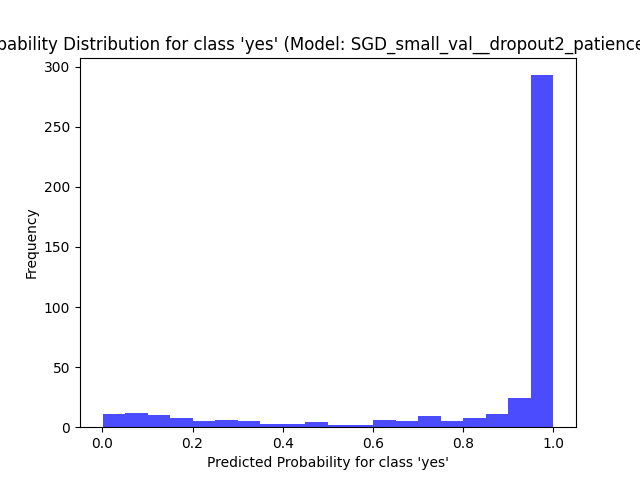 bability Distribution for class 'yes' (Model: SGD_small_val__dropout2_patience
300
250
200
150
100
50
0
Frequency
0.0 0.2 0.4 0.6 0.8 1.0
Predicted Probability for class 'yes'